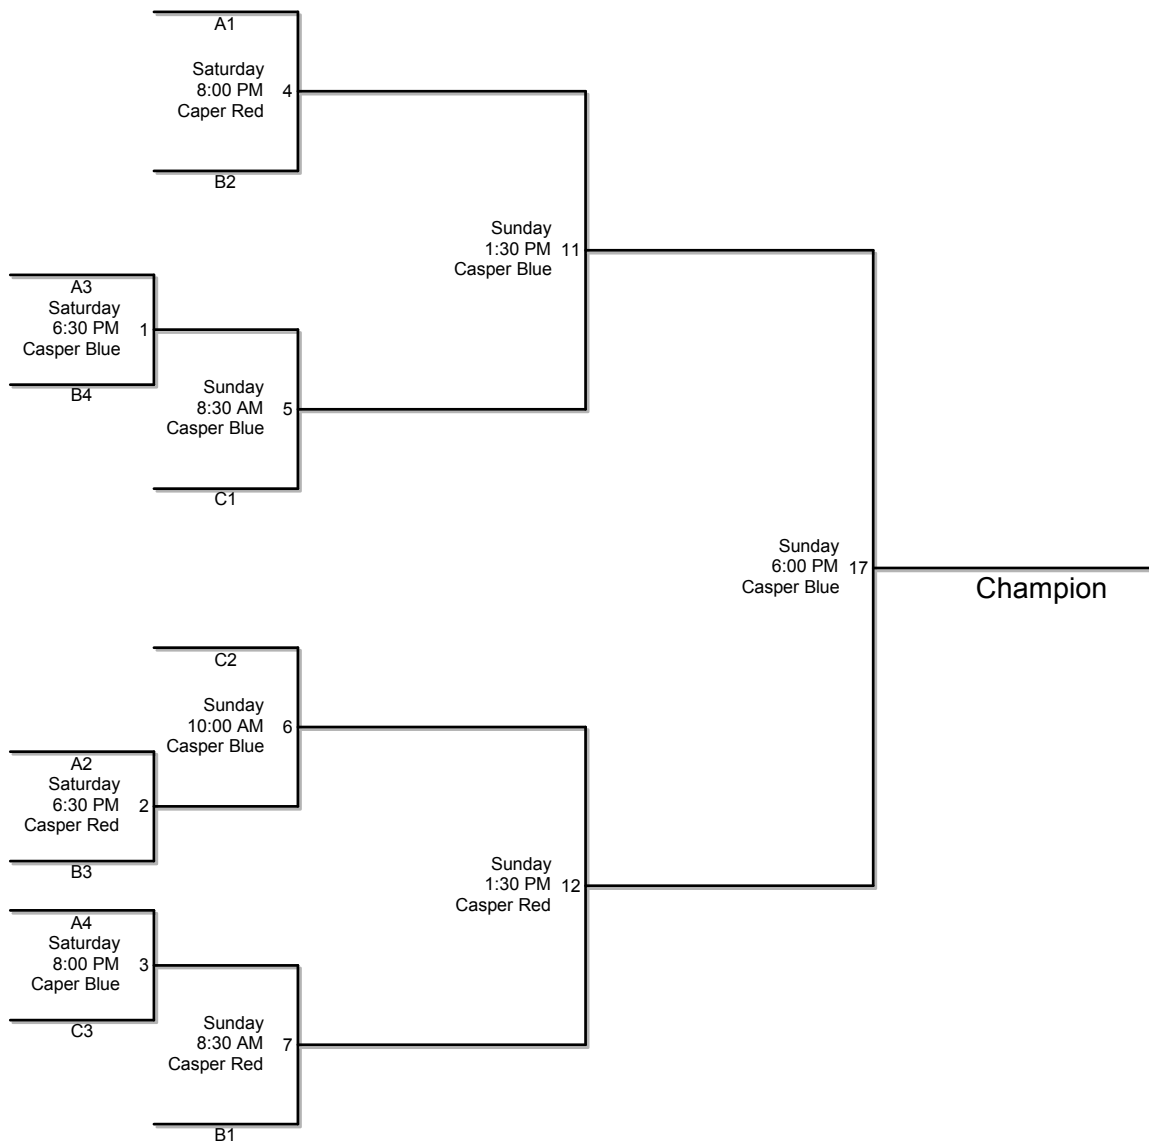 A1
Saturday
8:00 PM 4
Caper Red
B2
Sunday
1:30 PM 11
Casper Blue
A3
Saturday
6:30 PM 1
Casper Blue
B4
Sunday
8:30 AM 5
Casper Blue
C1
Sunday
6:00 PM 17
Casper Blue
Champion
C2
Sunday
10:00 AM 6
Casper Blue
A2
Saturday
6:30 PM 2
Casper Red
B3
Sunday
1:30 PM 12
Casper Red
A4
Saturday
8:00 PM 3
Caper Blue
C3
Sunday
8:30 AM 7
Casper Red
B1